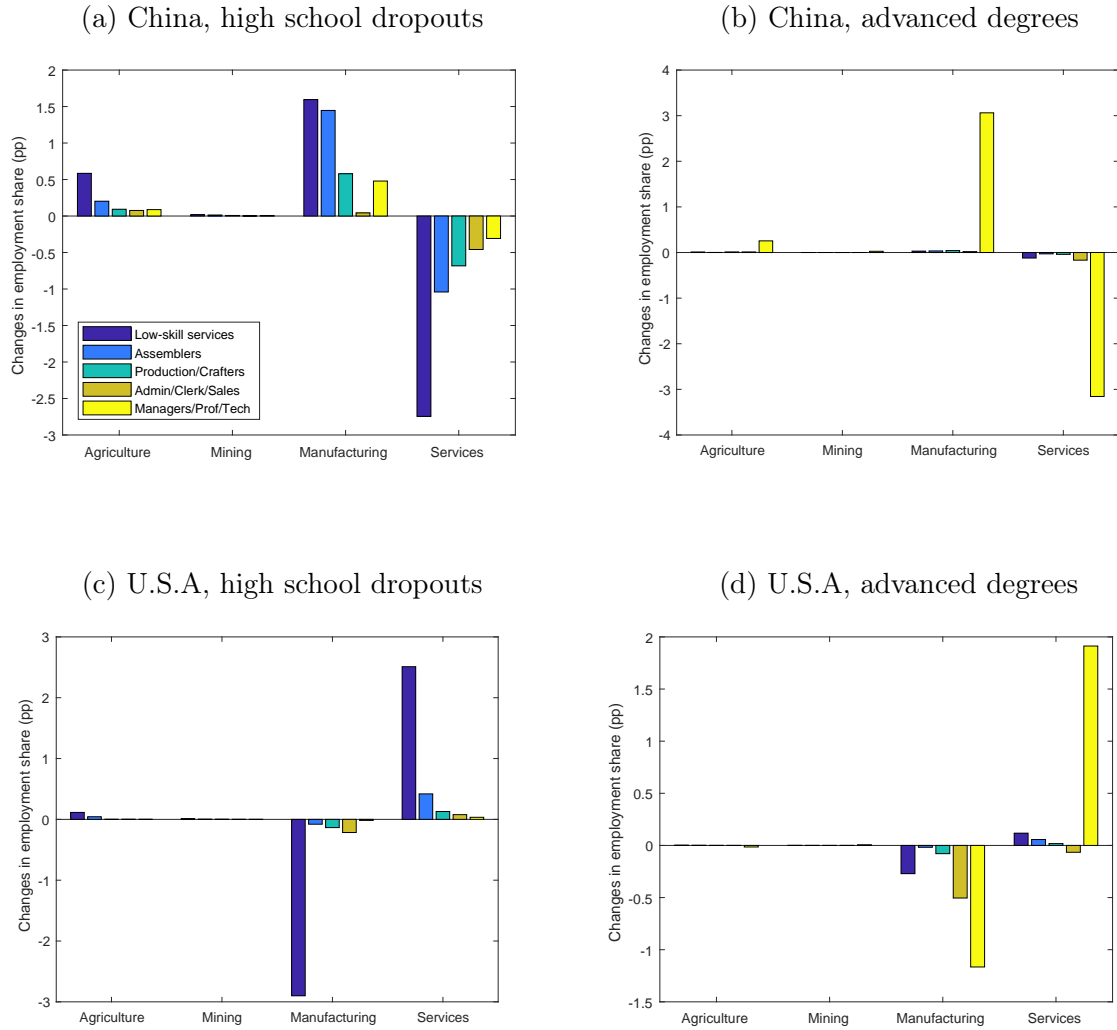 (a) China, high school dropouts
Changes in employment share (pp)
2
1.5
1
0.5
0
-0.5
-1
-1.5
-2
-2.5
-3
Low-skill services
Assemblers
Production/Crafters
Admin/Clerk/Sales
Managers/Prof/Tech
Agriculture Mining Manufacturing Services
(b) China, advanced degrees
Changes in employment share (pp)
4
3
2
1
0
-1
-2
-3
-4
Agriculture Mining Manufacturing Services
(c) U.S.A, high school dropouts
Changes in employment share (pp)
3
2
1
0
-1
-2
-3
Agriculture Mining Manufacturing Services
(d) U.S.A, advanced degrees
Changes in employment share (pp)
2
1.5
1
0.5
0
-0.5
-1
-1.5
Agriculture Mining Manufacturing Services